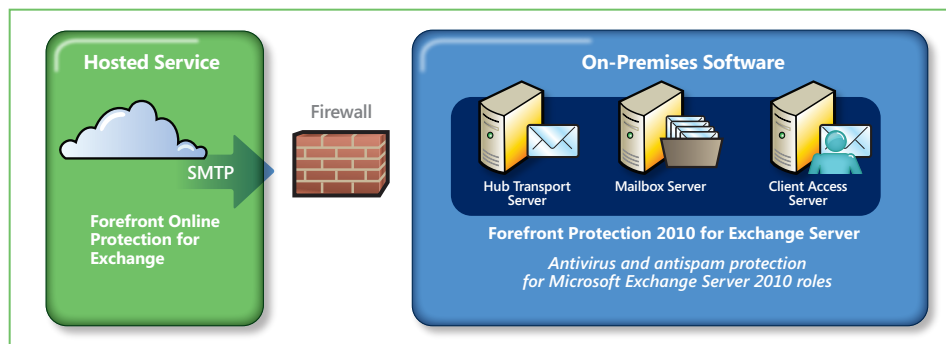 Hosted Service
SMTP
Forefront Online
Protection for
Exchange
Firewall
On-Premises Software
Hub Transport
Server
Mailbox Server
Client Access
Server
Forefront Protection 2010 for Exchange Server
Antivirus and antispam protection
for Microsoft Exchange Server 2010 roles